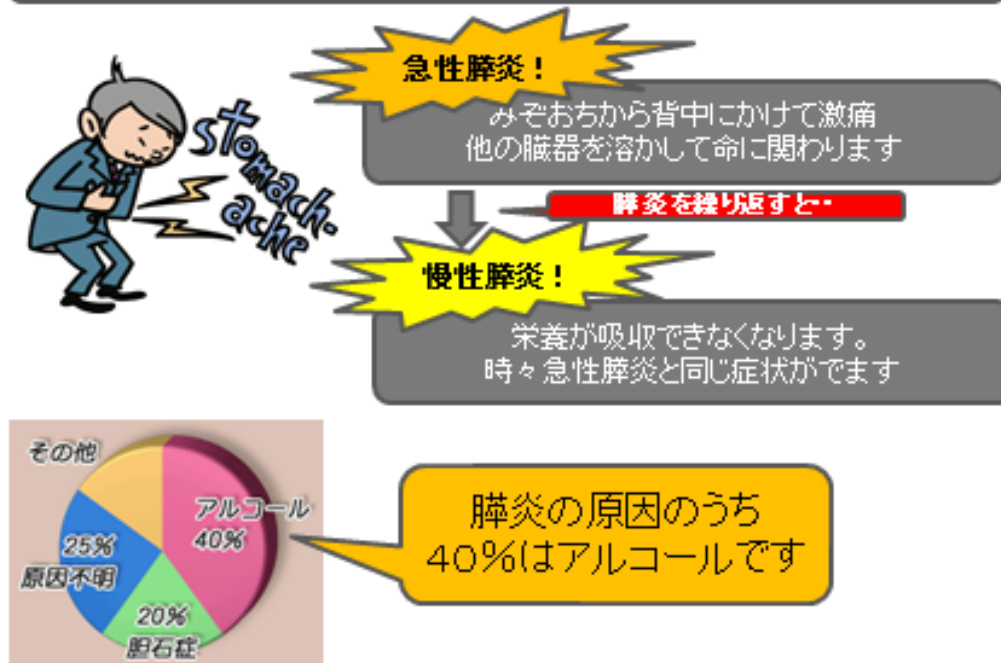 急性膵炎！
みぞおちから背中にかけて激痛
他の臓器を溶かして命に関わります
stomach-
ache
膵炎を繰り返すと・・
慢性膵炎！
栄養が吸収できなくなります。
時々急性膵炎と同じ症状がでます
その他
アルコール
40%
25%
原因不明
20%
胆石症
膵炎の原因のうち
40%はアルコールです